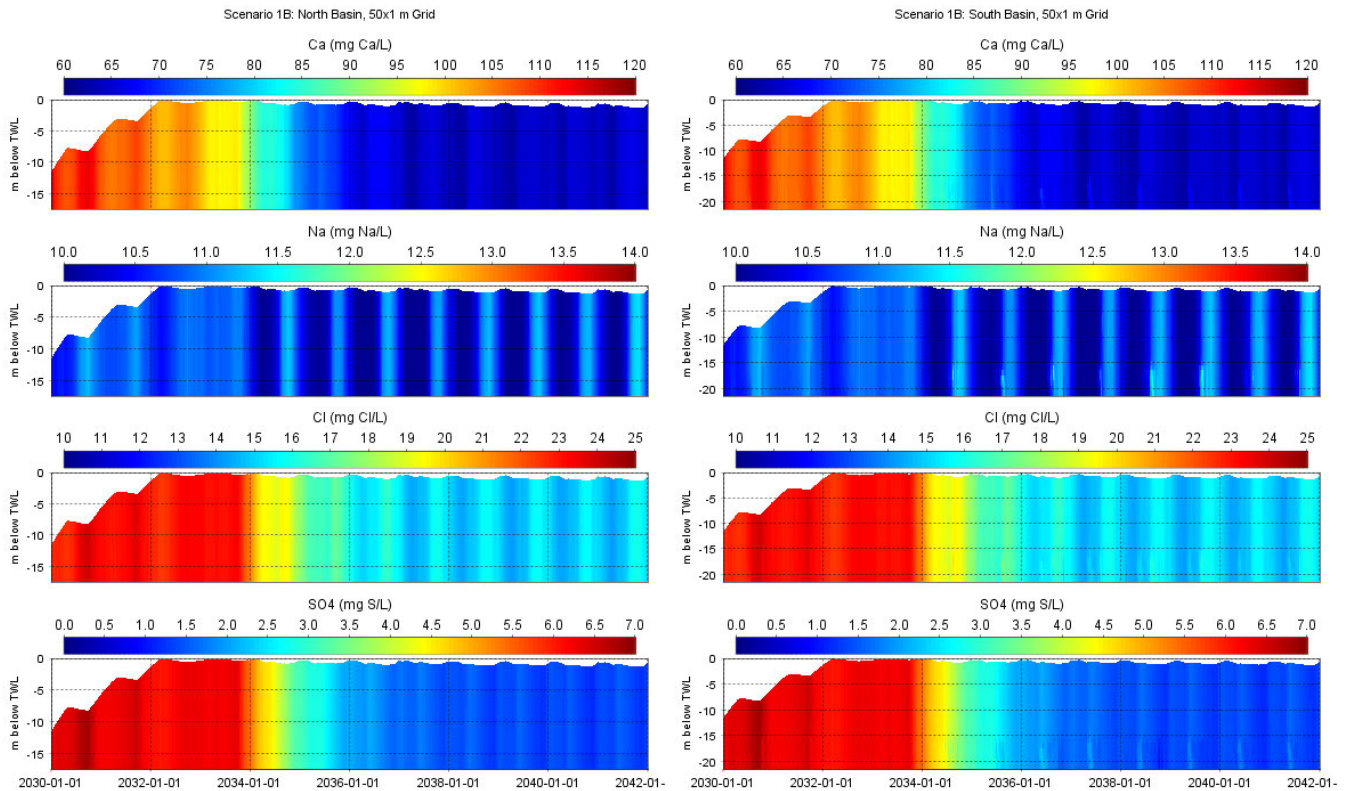 Scenario 1B: North Basin, 50x1 m Grid
Ca (mg Ca/L)
60 65 70 75 80 85 90 95 100 105 110 115 120
m below TWL
0
-5
-10
-15
Na (mg Na/L)
10.0 10.5 11.0 11.5 12.0 12.5 13.0 13.5 14.0
m below TWL
0
-5
-10
-15
Cl (mg Cl/L)
10 11 12 13 14 15 16 17 18 19 20 21 22 23 24 25
m below TWL
0
-5
-10
-15
SO4 (mg S/L)
0.0 0.5 1.0 1.5 2.0 2.5 3.0 3.5 4.0 4.5 5.0 5.5 6.0 6.5 7.0
m below TWL
0
-5
-10
-15
2030-01-01 2032-01-01 2034-01-01 2036-01-01 2038-01-01 2040-01-01 2042-01-
Scenario 1B: South Basin, 50x1 m Grid
Ca (mg Ca/L)
60 65 70 75 80 85 90 95 100 105 110 115 120
m below TWL
0
-5
-10
-15
-20
Na (mg Na/L)
10.0 10.5 11.0 11.5 12.0 12.5 13.0 13.5 14.0
m below TWL
0
-5
-10
-15
-20
Cl (mg Cl/L)
10 11 12 13 14 15 16 17 18 19 20 21 22 23 24 25
m below TWL
0
-5
-10
-15
-20
SO4 (mg S/L)
0.0 0.5 1.0 1.5 2.0 2.5 3.0 3.5 4.0 4.5 5.0 5.5 6.0 6.5 7.0
m below TWL
0
-5
-10
-15
-20
2030-01-01 2032-01-01 2034-01-01 2036-01-01 2038-01-01 2040-01-01 2042-01-